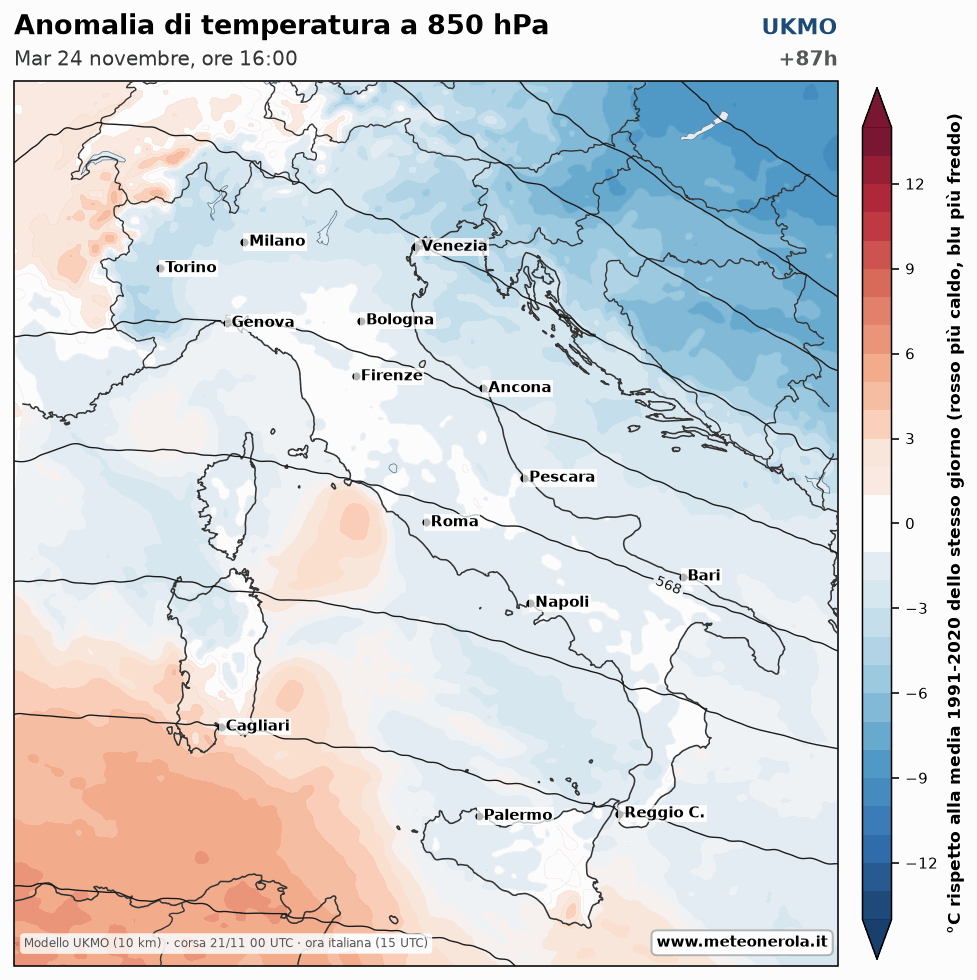 Anomalia di temperatura a 850 hPa
UKMO
Mar 24 novembre, ore 16:00
+87h
Milano
Venezia
Torino
Genova
Bologna
Firenze
Ancona
Pescara
Roma
Bari
568
Napoli
Cagliari
Palermo
Reggio C.
12
9
6
3
0
−3
−6
−9
−12
°C rispetto alla media 1991-2020 dello stesso giorno (rosso più caldo, blu più freddo)
Modello UKMO (10 km) · corsa 21/11 00 UTC · ora italiana (15 UTC)
www.meteonerola.it